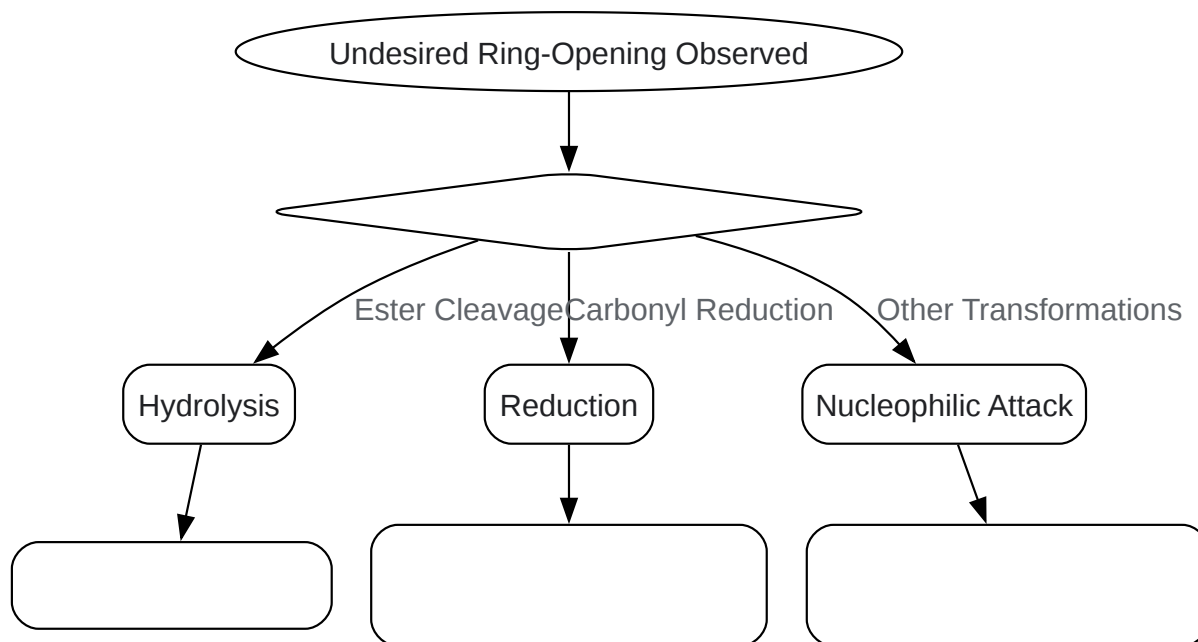 Undesired Ring-Opening Observed
Ester Cleavage
Carbonyl Reduction
Other Transformations
Hydrolysis
Reduction
Nucleophilic Attack